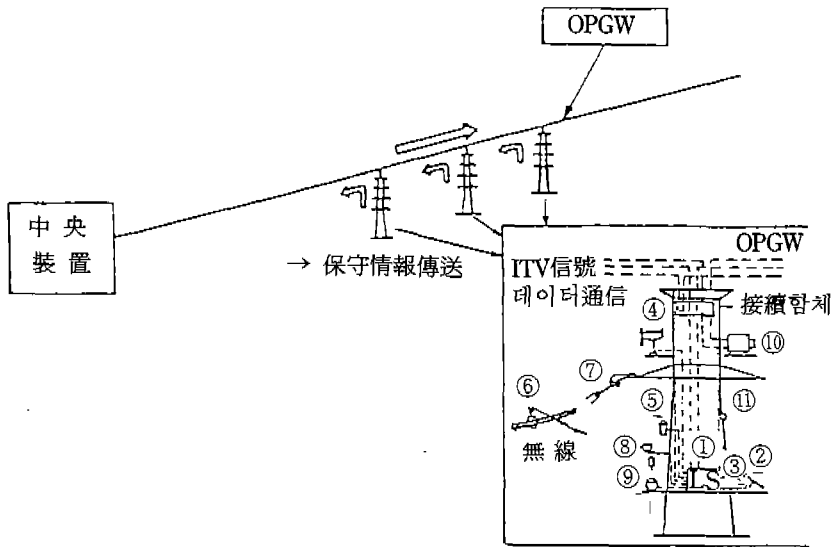 OPGW
中央
裝置
→ 保守情報傳送
OPGW
ITV信號
데이터通信
接續함체
④
⑩
⑦
⑥
⑤
⑪
無線
⑧
①
③
②
⑨
LS